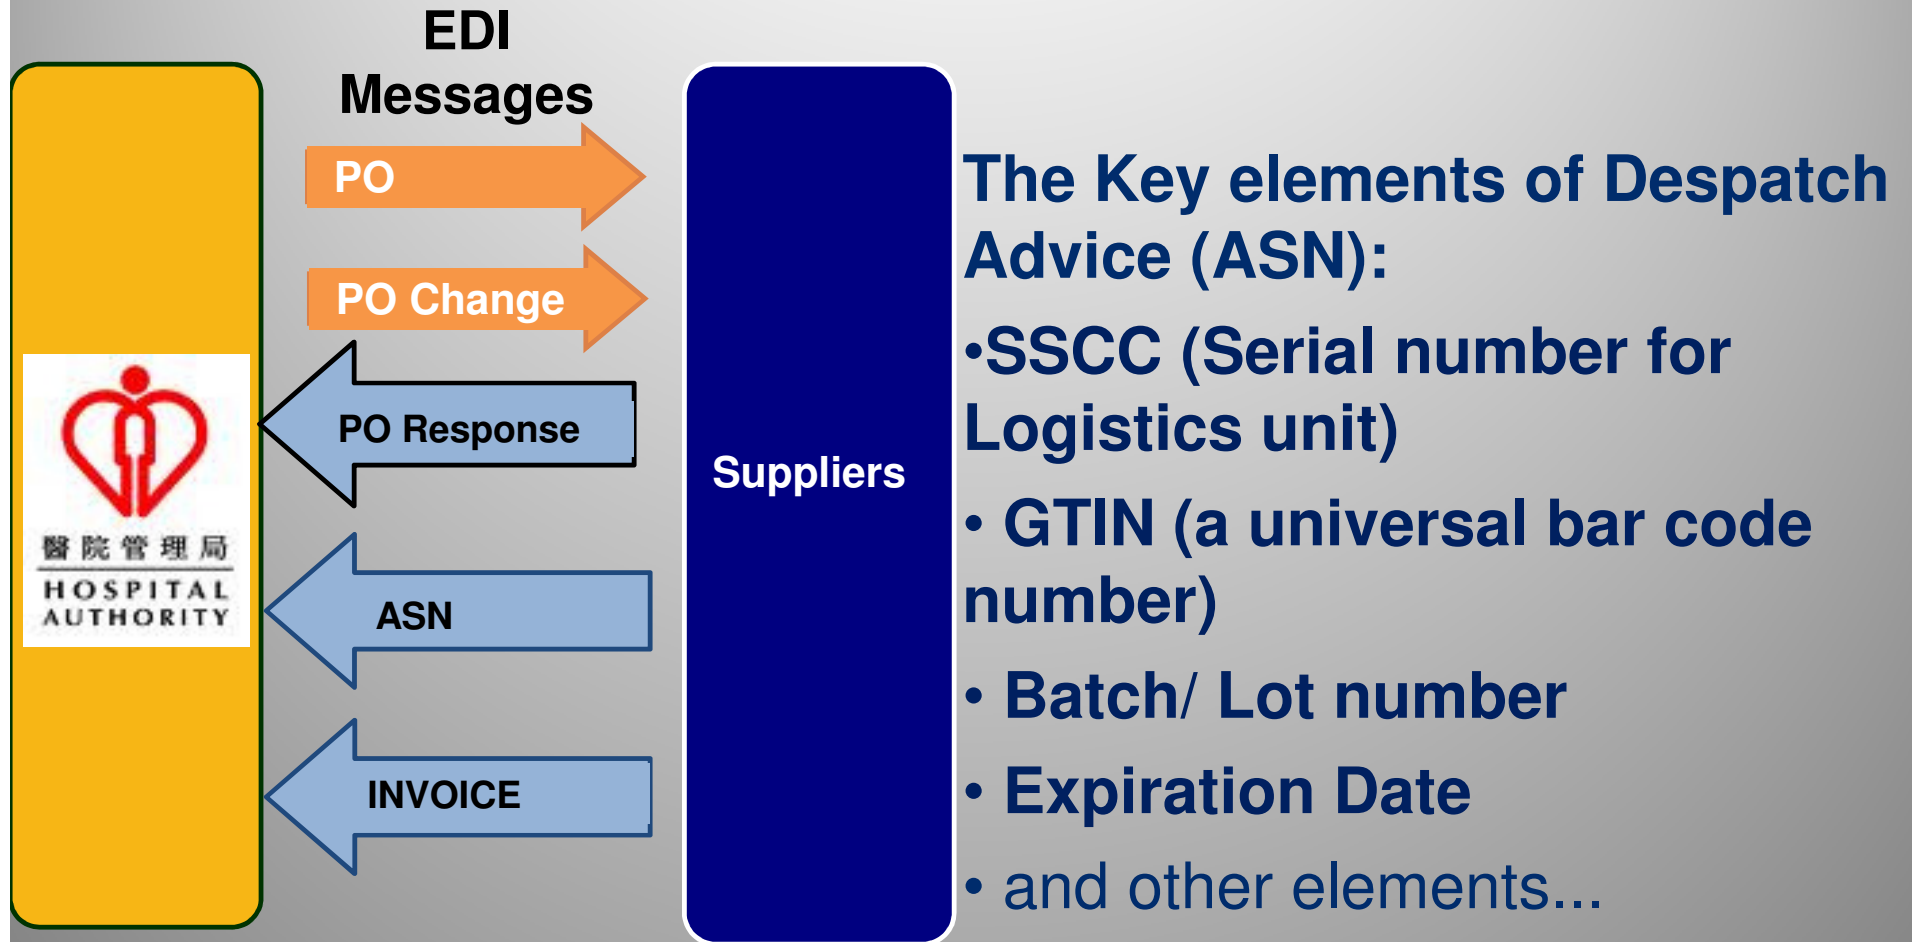 EDI
Messages
PO
PO Change
PO Response
ASN
INVOICE
醫院管理局
HOSPITAL
AUTHORITY
Suppliers
The Key elements of Despatch
Advice (ASN):
•SSCC (Serial number for
Logistics unit)
• GTIN (a universal bar code
number)
• Batch/ Lot number
• Expiration Date
• and other elements...